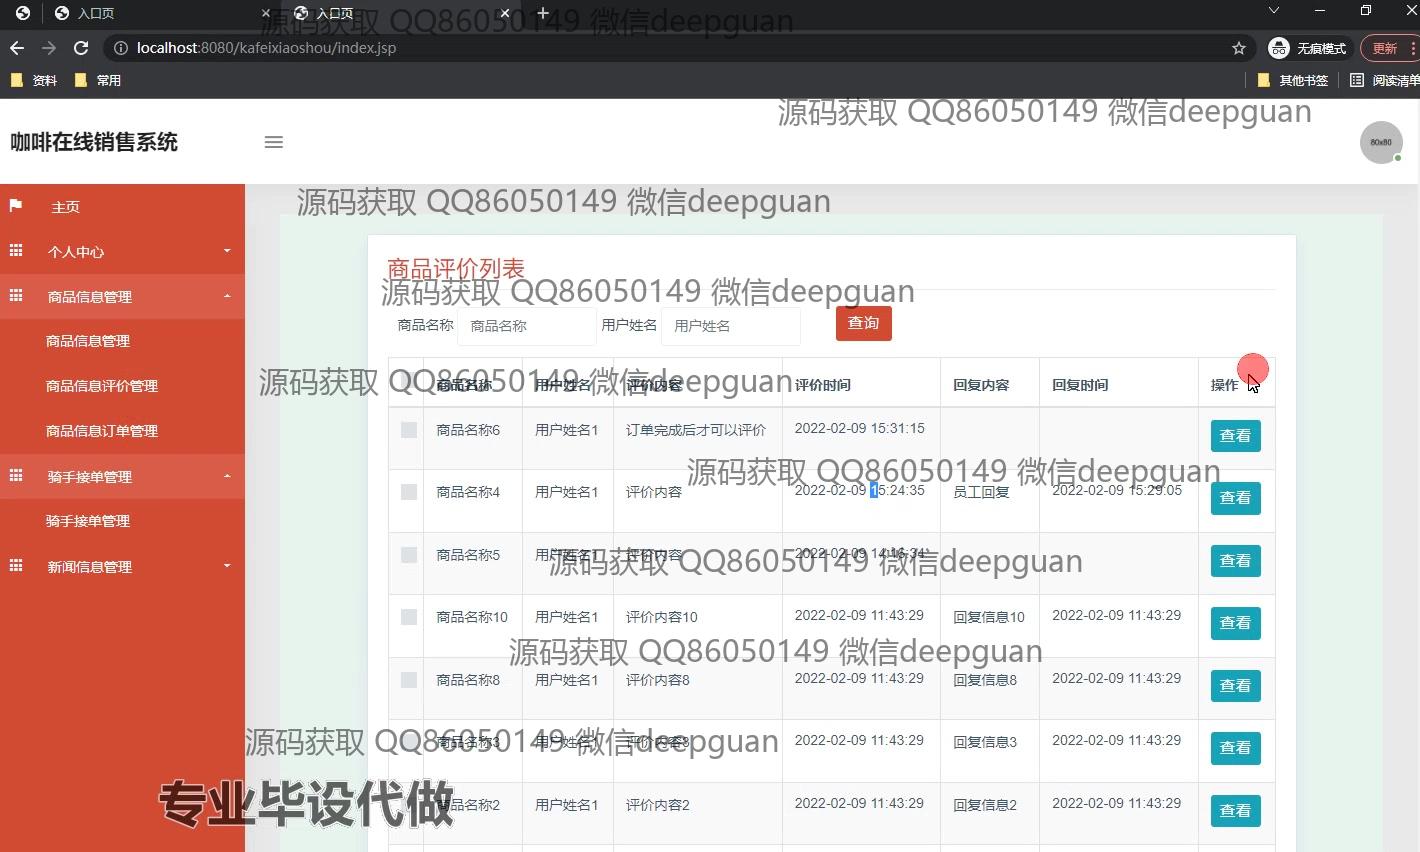 入口页
入口页
localhost:8080/kafeixiaoshou/index.jsp
无痕模式
更新
资料
常用
其他书签
阅读清单
源码获取 QQ86050149 微信deepguan
源码获取 QQ86050149 微信deepguan
咖啡在线销售系统
80x80
源码获取 QQ86050149 微信deepguan
主页
个人中心
商品信息管理
商品信息管理
商品信息评价管理
商品信息订单管理
骑手接单管理
骑手接单管理
新闻信息管理
商品评价列表
源码获取 QQ86050149 微信deepguan
商品名称 商品名称 用户姓名 用户姓名 查询
源码获取 QQ86050149 微信deepguan
商品名称 用户姓名 评价内容 评价时间 回复内容 回复时间 操作
商品名称6 用户姓名1 订单完成后才可以评价 2022-02-09 15:31:15 查看
源码获取 QQ86050149 微信deepguan
商品名称4 用户姓名1 评价内容 2022-02-09 15:24:35 员工回复 2022-02-09 15:29:05 查看
商品名称5 用户姓名1 评价内容 2022-02-09 14:16:34 查看
源码获取 QQ86050149 微信deepguan
商品名称10 用户姓名1 评价内容10 2022-02-09 11:43:29 回复信息10 2022-02-09 11:43:29 查看
源码获取 QQ86050149 微信deepguan
商品名称8 用户姓名1 评价内容8 2022-02-09 11:43:29 回复信息8 2022-02-09 11:43:29 查看
源码获取 QQ86050149 微信deepguan
商品名称3 用户姓名1 评价内容3 2022-02-09 11:43:29 回复信息3 2022-02-09 11:43:29 查看
专业毕设代做
商品名称2 用户姓名1 评价内容2 2022-02-09 11:43:29 回复信息2 2022-02-09 11:43:29 查看